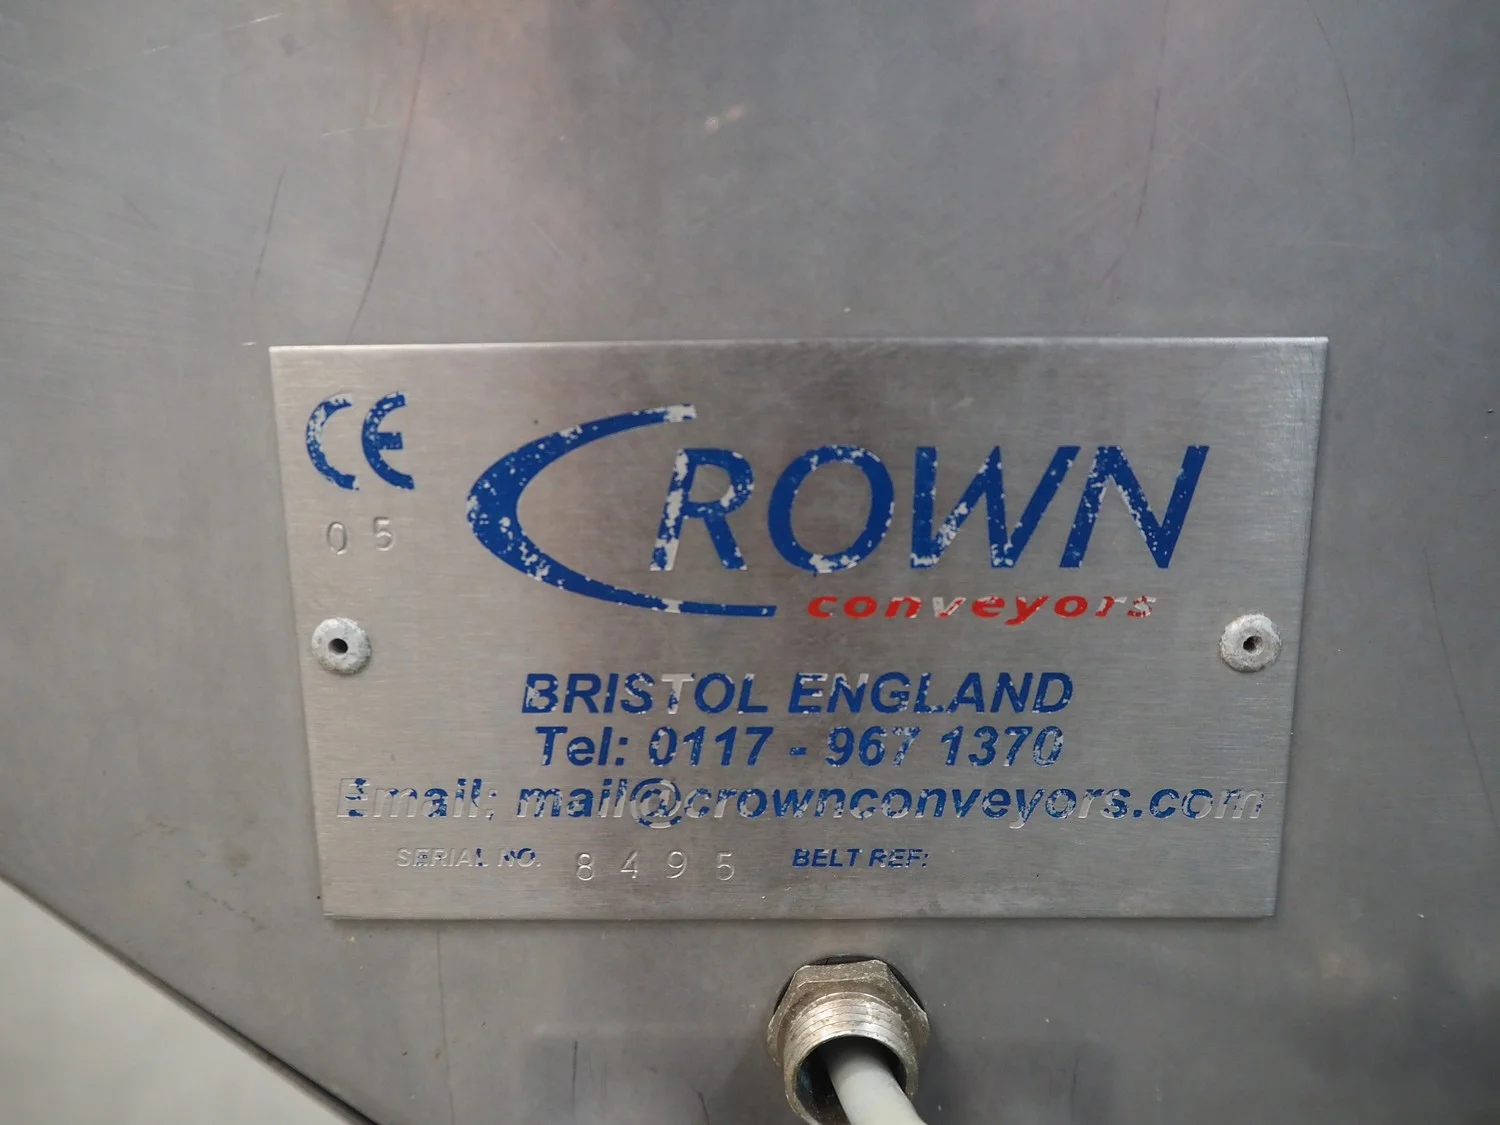 CE
05
CROWN
conveyors
BRISTOL ENGLAND
Tel: 0117 - 967 1370
Email: mail@crownconveyors.com
SERIAL NO. 8495 BELT REF: